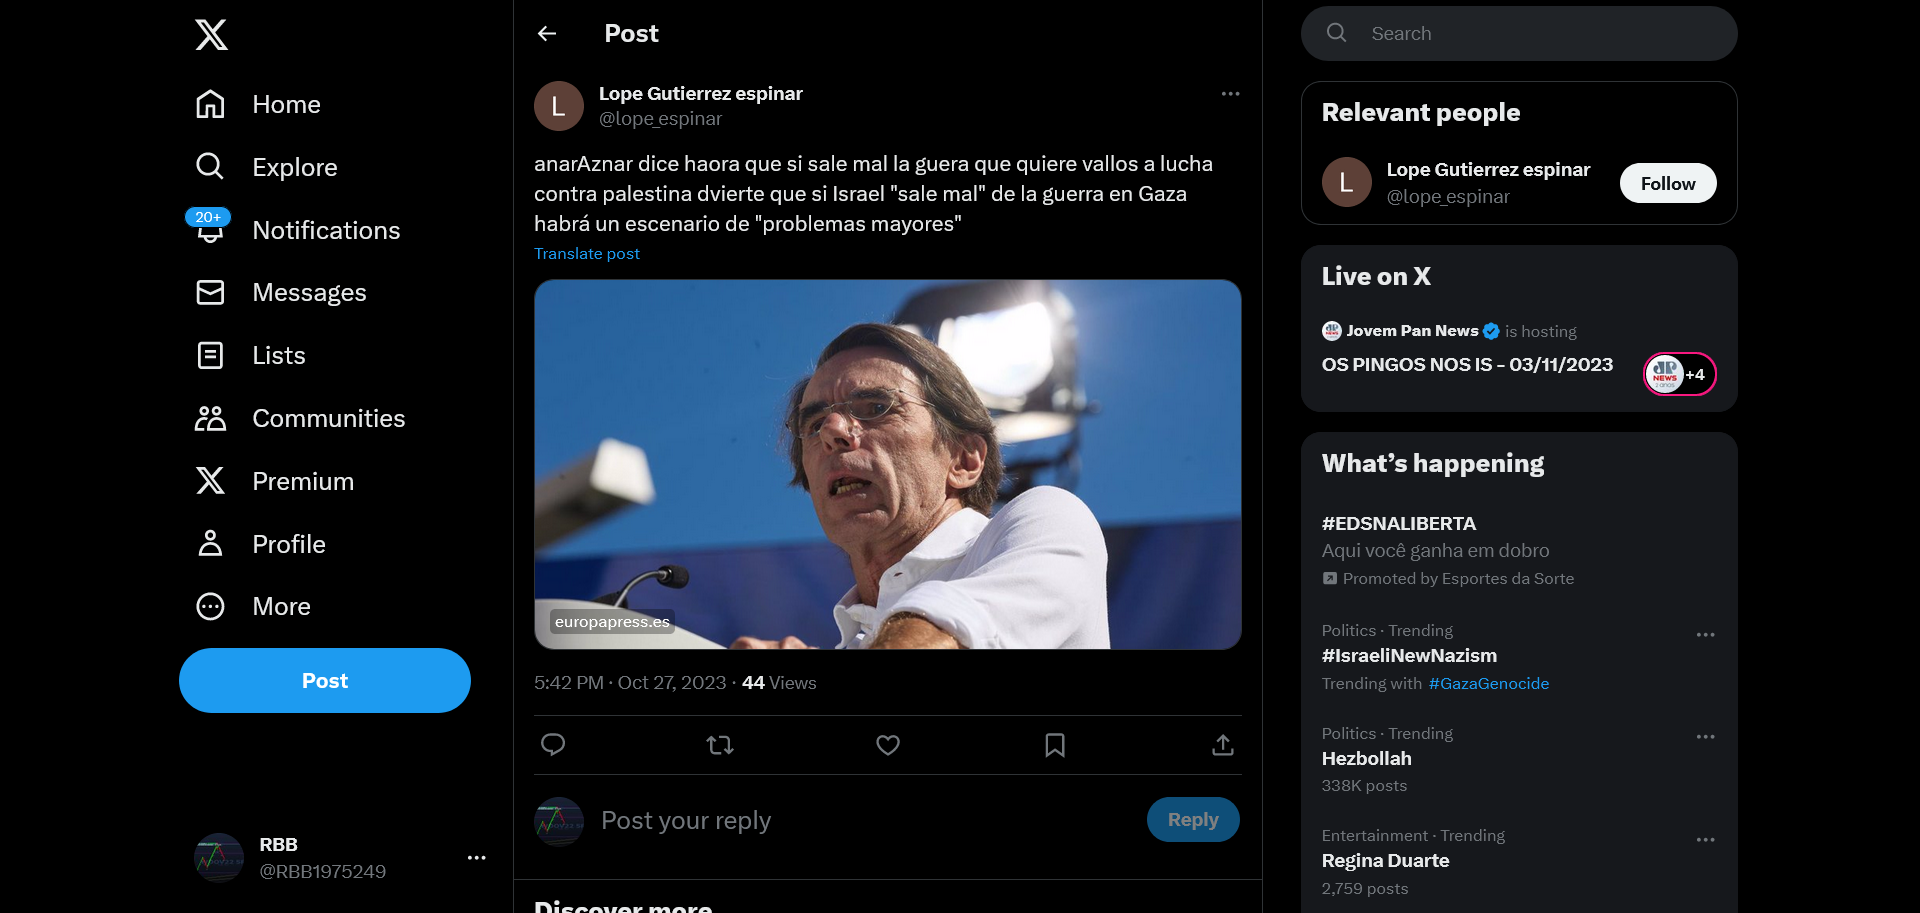 Home
Explore
20+
Notifications
Messages
Lists
Communities
Premium
Profile
More
Post
RBB
@RBB1975249
Post
L
Lope Gutierrez espinar
@lope_espinar
anarAznar dice haora que si sale mal la guera que quiere vallos a lucha
contra palestina dvierte que si Israel "sale mal" de la guerra en Gaza
habrá un escenario de "problemas mayores"
Translate post
europapress.es
5:42 PM · Oct 27, 2023 · 44 Views
Post your reply
Reply
Discover more
Search
Relevant people
L
Lope Gutierrez espinar
@lope_espinar
Follow
Live on X
Jovem Pan News is hosting
OS PINGOS NOS IS - 03/11/2023
JP
NEWS
+4
What’s happening
#EDSNALIBERTA
Aqui você ganha em dobro
Promoted by Esportes da Sorte
Politics · Trending
#IsraeliNewNazism
Trending with #GazaGenocide
Politics · Trending
Hezbollah
338K posts
Entertainment · Trending
Regina Duarte
2,759 posts